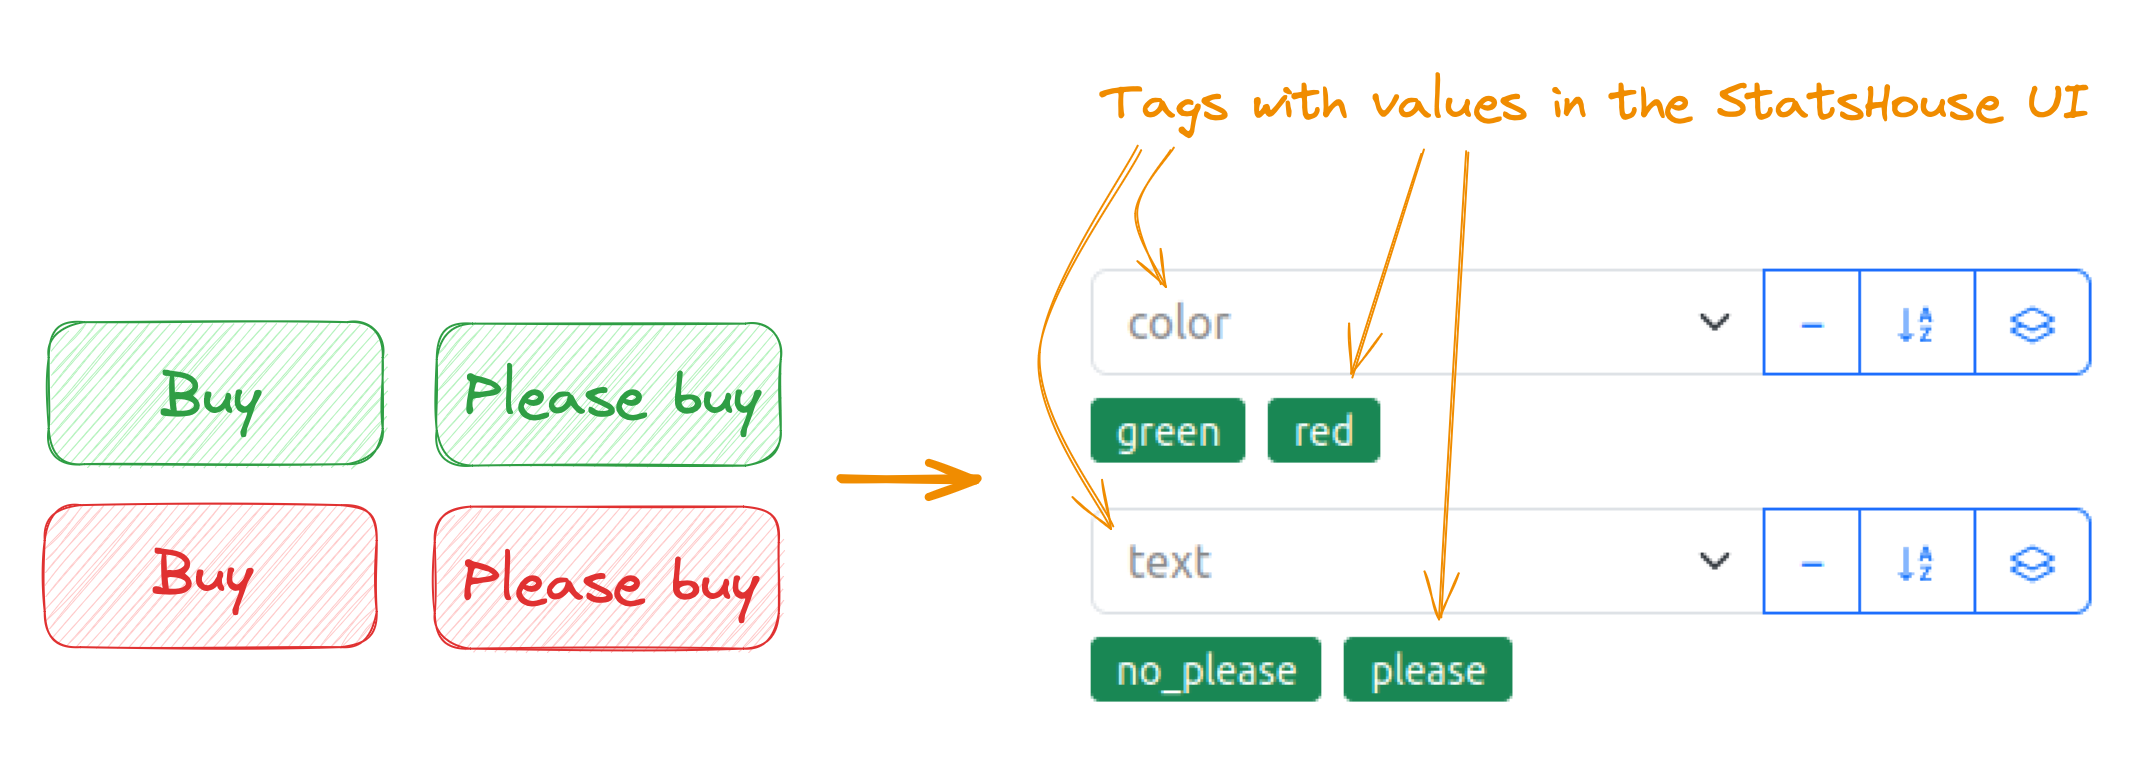 Tags with values in the StatsHouse UI
Buy
Please buy
Buy
Please buy
color
A
Z
green
red
text
A
Z
no_please
please